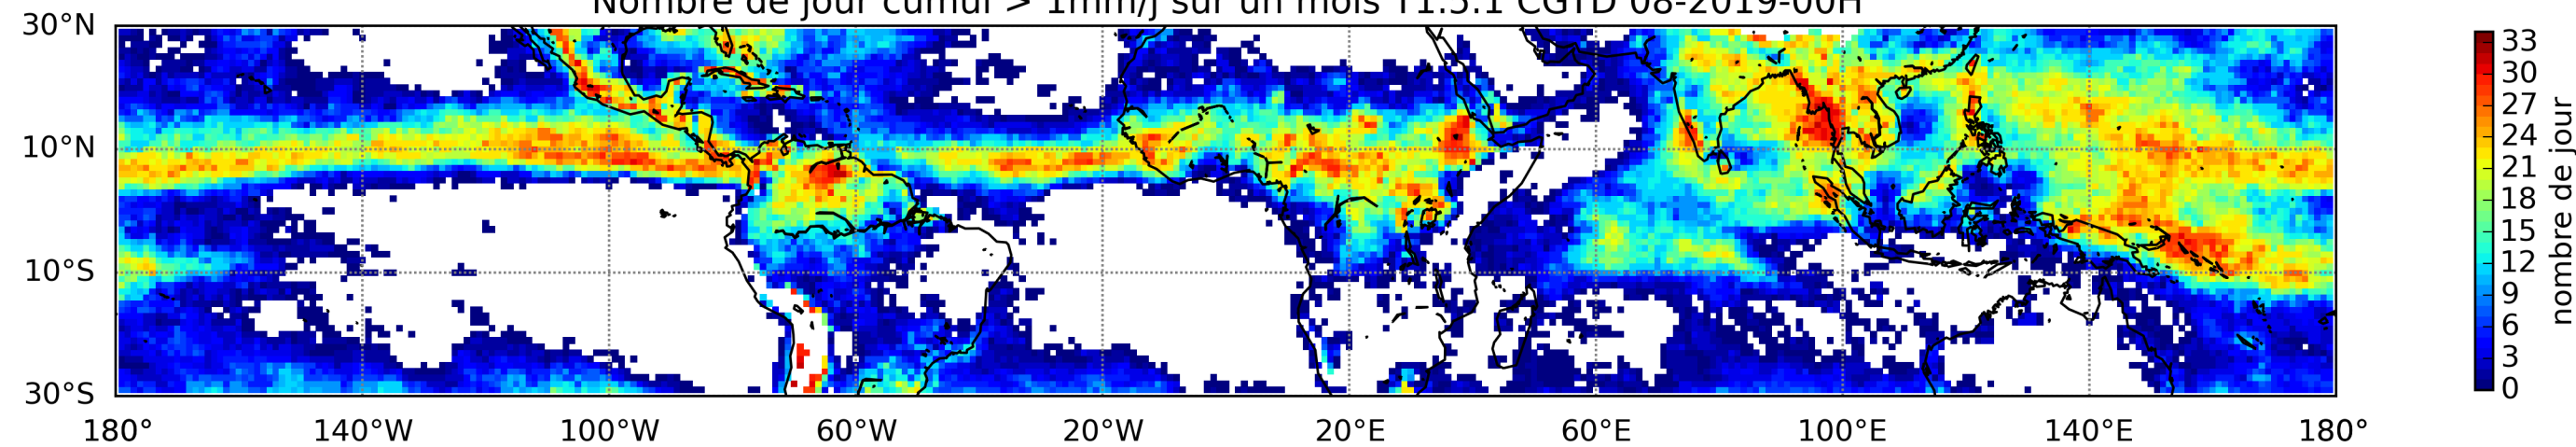 Nombre de jour cumul > 1mm/j sur un mois T1.5.1 CGTD 08-2019-00H
30°N
10°N
10°S
30°S
180° 140°W 100°W 60°W 20°W 20°E 60°E 100°E 140°E 180°
33
30
27
24
21
18
15
12
9
6
3
0
nombre de jour